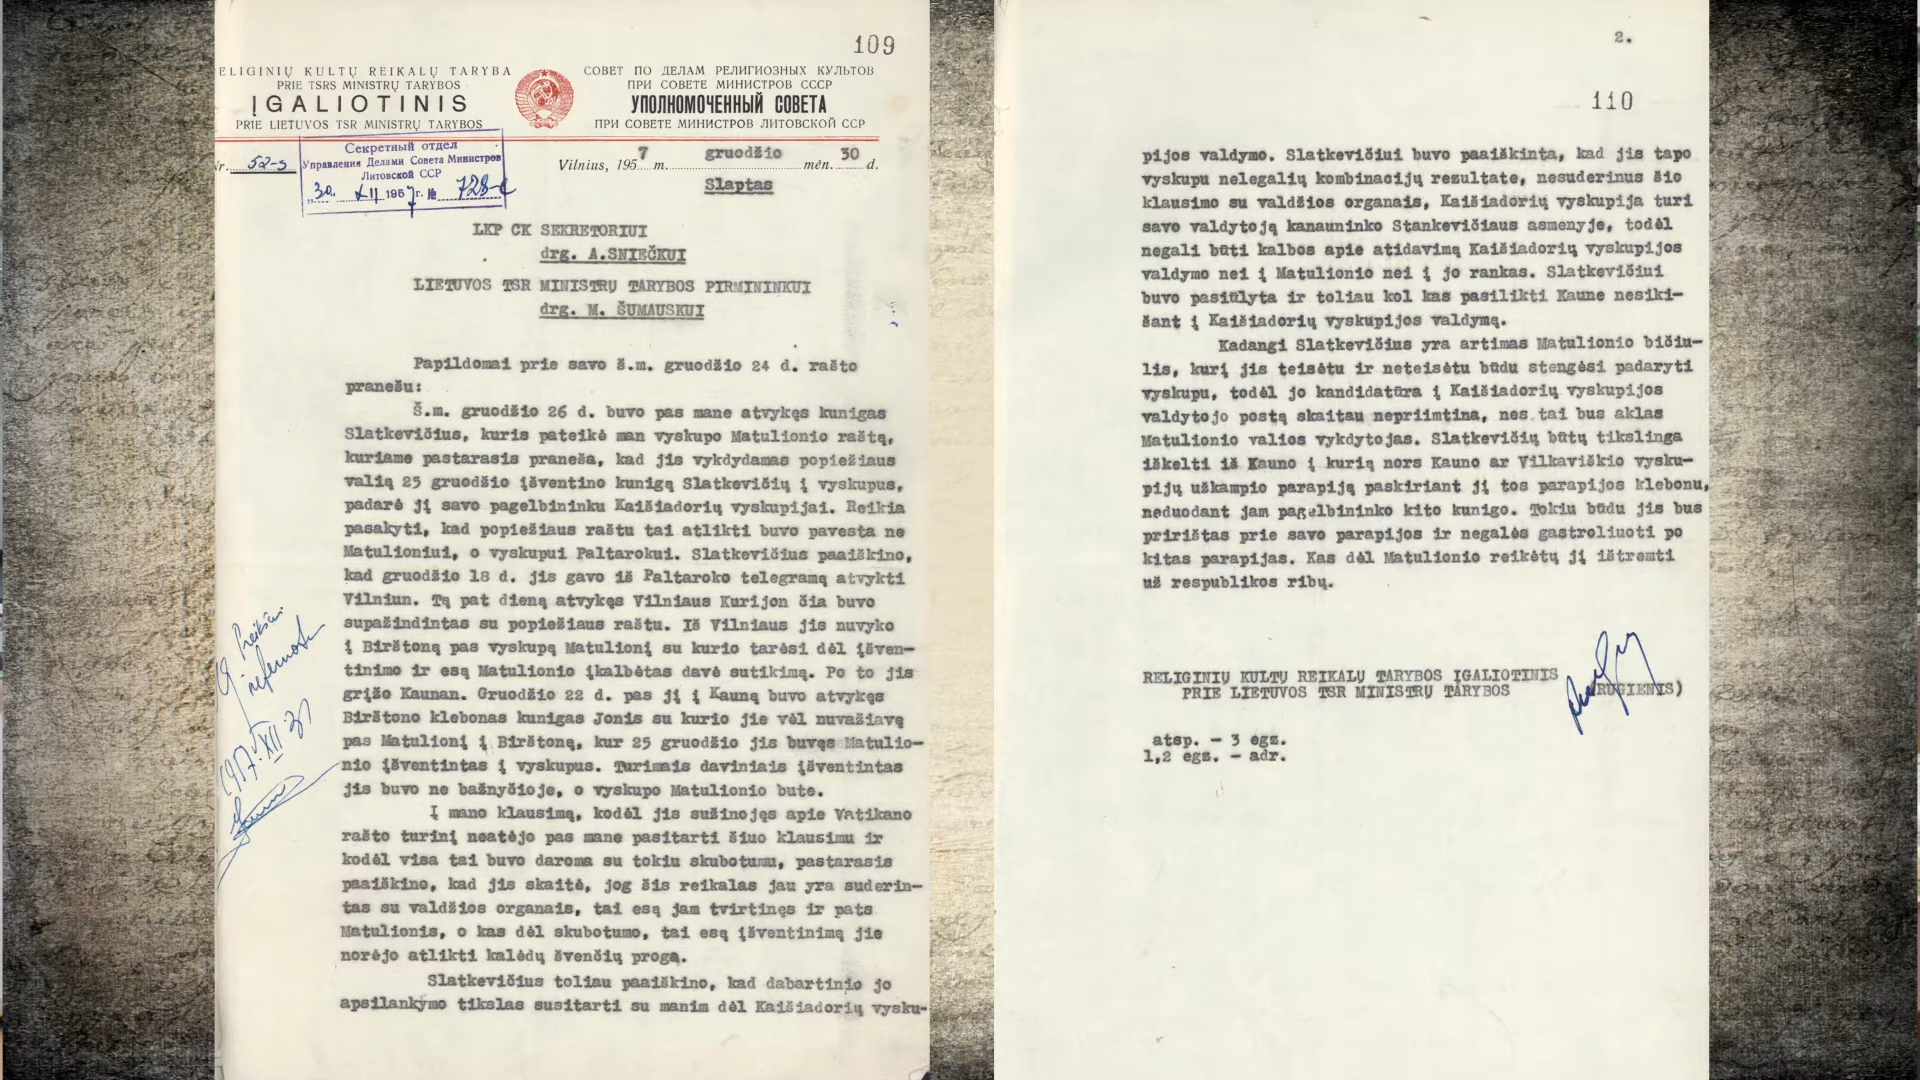 109
ELIGINIŲ KULTŲ REIKALŲ TARYBA
PRIE TSRS MINISTRŲ TARYBOS
ĮGALIOTINIS
PRIE LIETUVOS TSR MINISTRŲ TARYBOS
СОВЕТ ПО ДЕЛАМ РЕЛИГИОЗНЫХ КУЛЬТОВ
ПРИ СОВЕТЕ МИНИСТРОВ СССР
УПОЛНОМОЧЕННЫЙ СОВЕТА
ПРИ СОВЕТЕ МИНИСТРОВ ЛИТОВСКОЙ ССР
Nr. 52-s
Секретный отдел
Управления Делами Совета Министров
Литовской ССР
"30" XII 1957 г. № 728-с
Vilnius, 1957 m. gruodžio mėn. 30 d.
Slaptas
LKP CK SEKRETORIUI
drg. A.SNIEČKUI
LIETUVOS TSR MINISTRŲ TARYBOS PIRMININKUI
drg. M. ŠUMAUSKUI
Papildomai prie savo š.m. gruodžio 24 d. rašto
pranešu:
Š.m. gruodžio 26 d. buvo pas mane atvykęs kunigas
Slatkevičius, kuris pateikė man vyskupo Matulionio raštą,
kuriame pastarasis praneša, kad jis vykdydamas popiežiaus
valią 25 gruodžio įšventino kunigą Slatkevičių į vyskupus,
padarė jį savo pagelbininku Kaišiadorių vyskupijai. Reikia
pasakyti, kad popiežiaus raštu tai atlikti buvo pavesta ne
Matulioniui, o vyskupui Paltarokui. Slatkevičius paaiškino,
kad gruodžio 18 d. jis gavo iš Paltaroko telegramą atvykti
Vilniun. Tą pat dieną atvykęs Vilniaus Kurijon čia buvo
supažindintas su popiežiaus raštu. Iš Vilniaus jis nuvyko
į Birštoną pas vyskupą Matulionį su kurio tarėsi dėl įšven-
tinimo ir esą Matulionio įkalbėtas davė sutikimą. Po to jis
grįžo Kaunan. Gruodžio 22 d. pas jį į Kauną buvo atvykęs
Birštono klebonas kunigas Jonis su kurio jie vėl nuvažiavę
pas Matulionį į Birštoną, kur 25 gruodžio jis buvęs Matulio-
nio įšventintas į vyskupus. Turimais daviniais įšventintas
jis buvo ne bažnyčioje, o vyskupo Matulionio bute.
Į mano klausimą, kodėl jis sužinojęs apie Vatikano
rašto turinį neatėjo pas mane pasitarti šiuo klausimu ir
kodėl visa tai buvo daroma su tokiu skubotumu, pastarasis
paaiškino, kad jis skaitė, jog šis reikalas jau yra suderin-
tas su valdžios organais, tai esą jam tvirtinęs ir pats
Matulionis, o kas dėl skubotumo, tai esą įšventinimą jie
norėjo atlikti kalėdų švenčių progą.
Slatkevičius toliau paaiškino, kad dabartinio jo
apsilankymo tikslas susitarti su manim dėl Kaišiadorių vysku-
1957.XII 31
2.
110
pijos valdymo. Slatkevičiui buvo paaiškinta, kad jis tapo
vyskupu nelegalių kombinacijų rezultate, nesuderinus šio
klausimo su valdžios organais, Kaišiadorių vyskupija turi
savo valdytoją kanauninko Stankevičiaus asmenyje, todėl
negali būti kalbos apie atidavimą Kaišiadorių vyskupijos
valdymo nei į Matulionio nei į jo rankas. Slatkevičiui
buvo pasiūlyta ir toliau kol kas pasilikti Kaune nesiki-
šant į Kaišiadorių vyskupijos valdymą.
Kadangi Slatkevičius yra artimas Matulionio bičiu-
lis, kurį jis teisėtu ir neteisėtu būdu stengėsi padaryti
vyskupu, todėl jo kandidatūra į Kaišiadorių vyskupijos
valdytojo postą skaitau nepriimtina, nes tai bus aklas
Matulionio valios vykdytojas. Slatkevičių būtų tikslinga
iškelti iš Kauno į kurią nors Kauno ar Vilkaviškio vysku-
pijų užkampio parapiją paskiriant jį tos parapijos klebonu,
neduodant jam pagelbininko kito kunigo. Tokiu būdu jis bus
pririštas prie savo parapijos ir negalės gastroliuoti po
kitas parapijas. Kas dėl Matulionio reikėtų jį ištremti
už respublikos ribų.
RELIGINIŲ KULTŲ REIKALŲ TARYBOS ĮGALIOTINIS
PRIE LIETUVOS TSR MINISTRŲ TARYBOS (RUGIENIS)
atsp. - 3 egz.
1,2 egz. - adr.